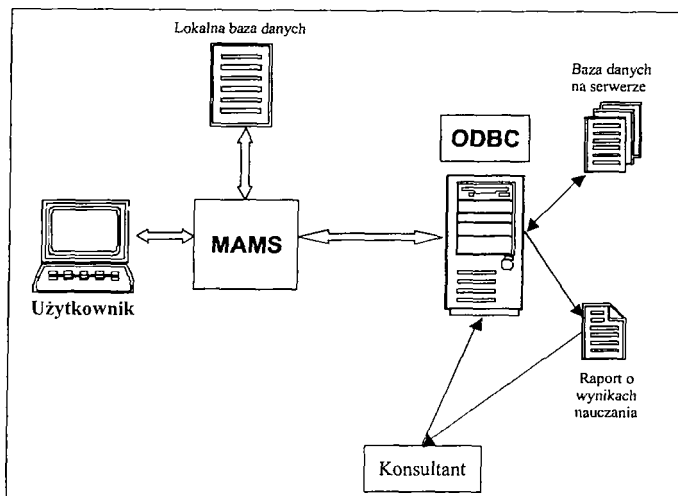 Lokalna baza danych
Baza danych
na serwerze
ODBC
MAMS
Użytkownik
Raport o
wynikach
nauczania
Konsultant